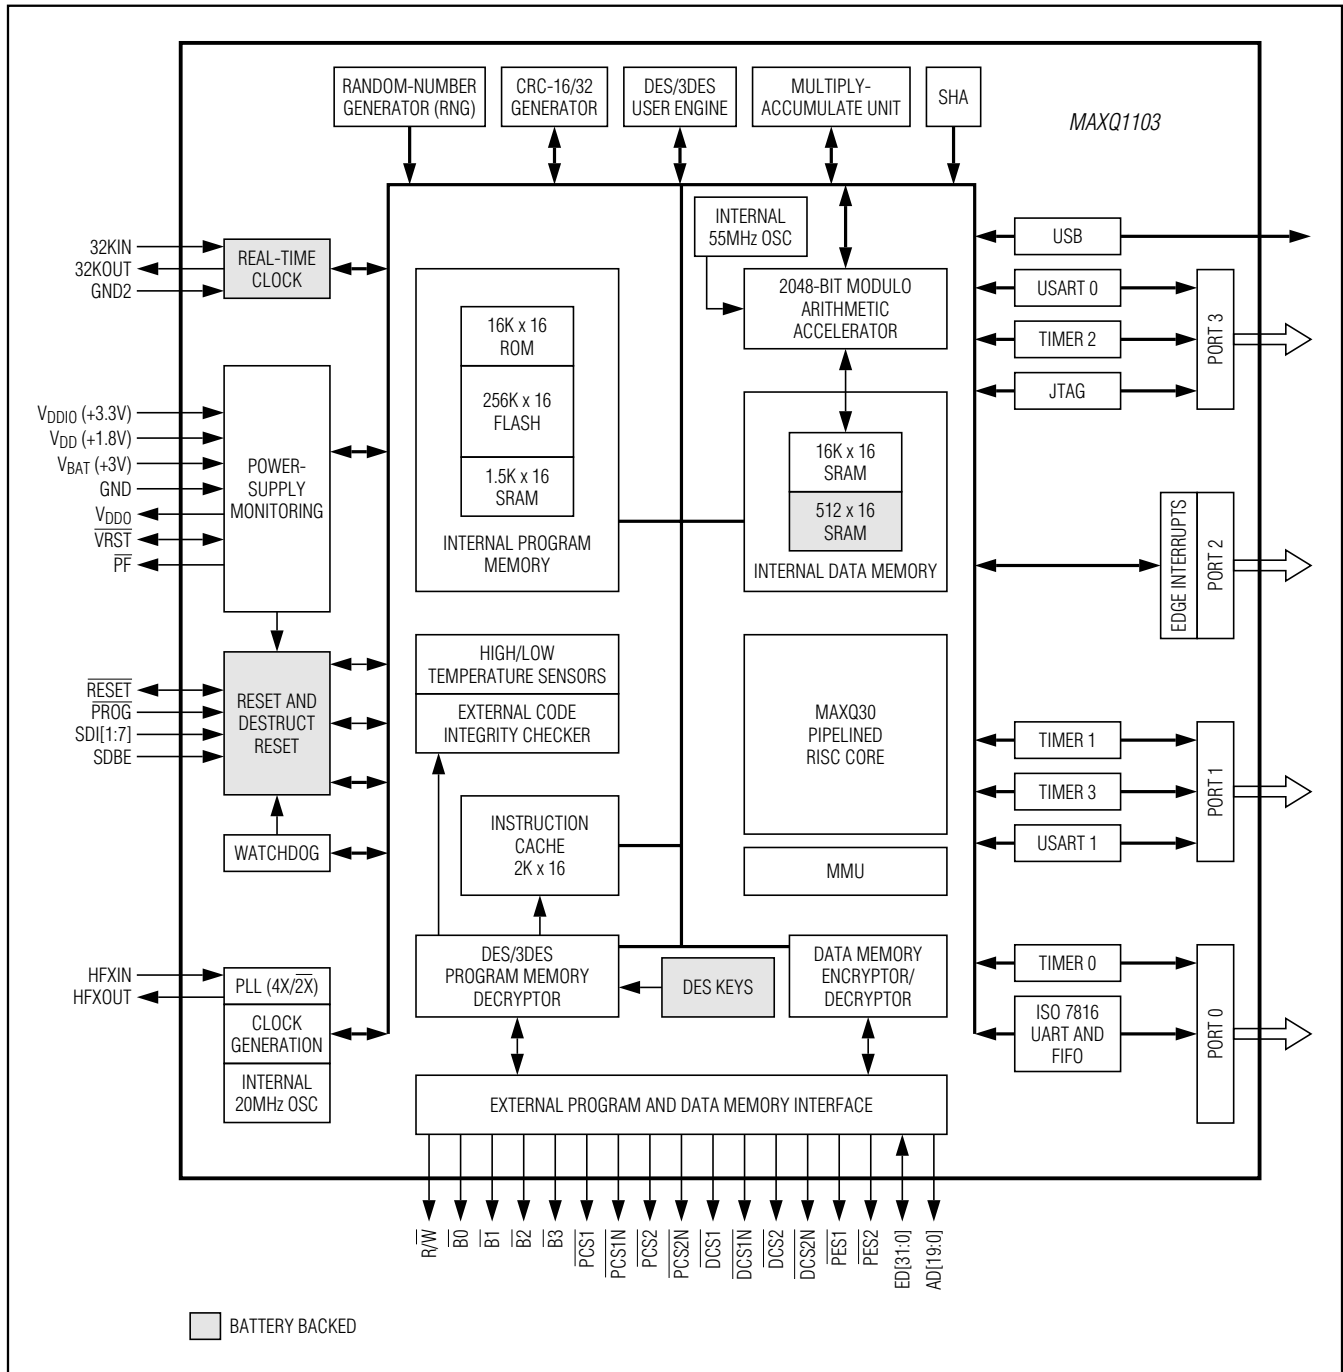 RANDOM-NUMBER
GENERATOR (RNG)
CRC-16/32
GENERATOR
DES/3DES
USER ENGINE
MULTIPLY-
ACCUMULATE UNIT
SHA
MAXQ1103
32KIN
32KOUT
GND2
REAL-TIME
CLOCK
INTERNAL
55MHz OSC
2048-BIT MODULO
ARITHMETIC
ACCELERATOR
USB
USART 0
TIMER 2
JTAG
PORT 3
16K x 16
ROM
256K x 16
FLASH
1.5K x 16
SRAM
INTERNAL PROGRAM
MEMORY
16K x 16
SRAM
512 x 16
SRAM
INTERNAL DATA MEMORY
VDDIO (+3.3V)
VDD (+1.8V)
VBAT (+3V)
GND
VDDO
VRST
PF
POWER-
SUPPLY
MONITORING
EDGE INTERRUPTS
PORT 2
RESET
PROG
SDI[1:7]
SDBE
RESET AND
DESTRUCT
RESET
WATCHDOG
HIGH/LOW
TEMPERATURE SENSORS
EXTERNAL CODE
INTEGRITY CHECKER
MAXQ30
PIPELINED
RISC CORE
MMU
INSTRUCTION
CACHE
2K x 16
TIMER 1
TIMER 3
USART 1
PORT 1
HFXIN
HFXOUT
PLL (4X/2X)
CLOCK
GENERATION
INTERNAL
20MHz OSC
DES/3DES
PROGRAM MEMORY
DECRYPTOR
DES KEYS
DATA MEMORY
ENCRYPTOR/
DECRYPTOR
TIMER 0
ISO 7816
UART AND
FIFO
PORT 0
EXTERNAL PROGRAM AND DATA MEMORY INTERFACE
R/W
B0
B1
B2
B3
PCS1
PCS1N
PCS2
PCS2N
DCS1
DCS1N
DCS2
DCS2N
PES1
PES2
ED[31:0]
AD[19:0]
BATTERY BACKED